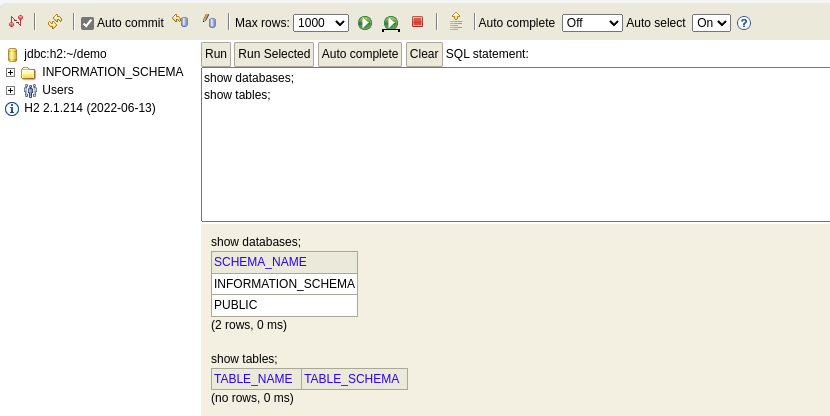 Auto commit Max rows: 1000 Auto complete Off Auto select On ?
jdbc:h2:~/demo
INFORMATION_SCHEMA
Users
H2 2.1.214 (2022-06-13)
Run Run Selected Auto complete Clear SQL statement:
show databases;
show tables;
show databases;
SCHEMA_NAME
INFORMATION_SCHEMA
PUBLIC
(2 rows, 0 ms)
show tables;
TABLE_NAME TABLE_SCHEMA
(no rows, 0 ms)